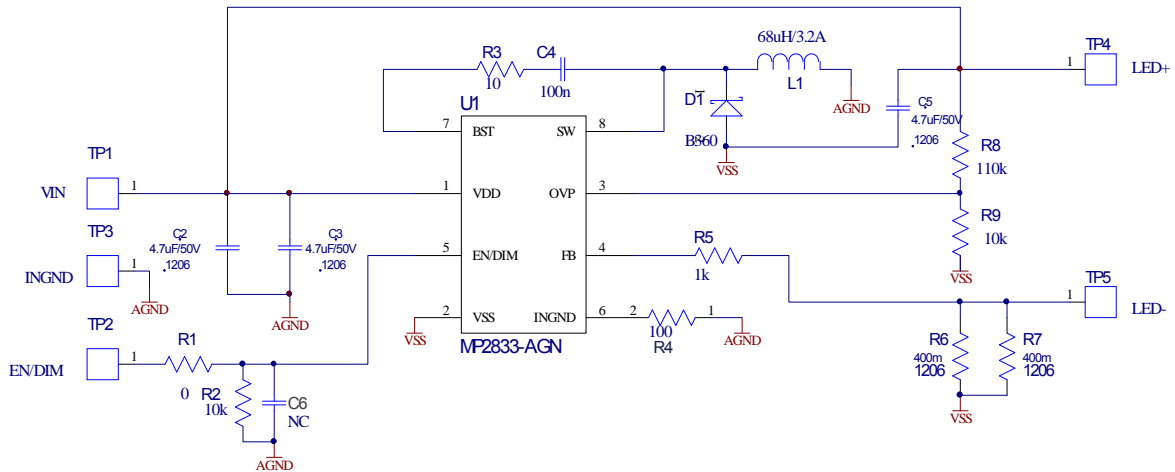 68uH/3.2A
L1
AGND
R3
10
C4
100n
TP4
1
LED+
D1
B360
VSS
C5
4.7uF/50V
1206
R8
110k
U1
7
BST
SW
8
TP1
VIN
1
1
VDD
OVP
3
R9
10k
VSS
TP3
INGND
1
AGND
C2
4.7uF/50V
1206
C3
4.7uF/50V
1206
AGND
5
EN/DIM
FB
4
R5
1k
TP5
1
LED-
VSS
2
VSS
INGND
6
2
100
R4
1
AGND
MP2833-AGN
TP2
EN/DIM
1
R1
0
R2
10k
C6
NC
AGND
R6
400m
1206
R7
400m
1206
VSS